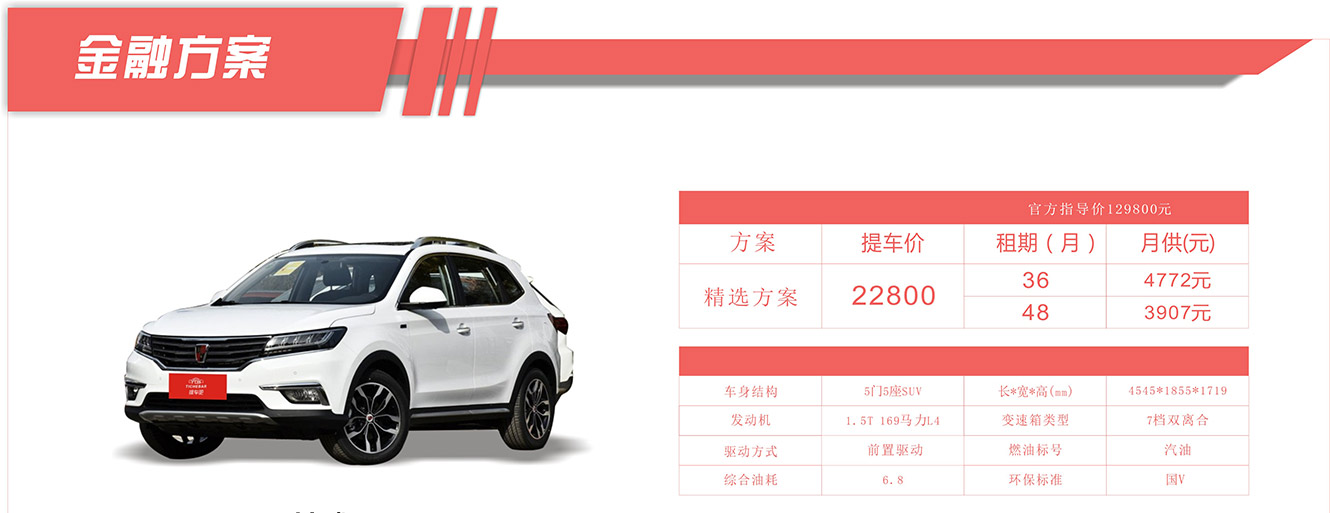 金融方案
官方指导价129800元
方案 提车价 租期（月） 月供(元)
精选方案 22800 36 4772元
48 3907元
车身结构 5门5座SUV 长*宽*高(mm) 4545*1855*1719
发动机 1.5T 169马力L4 变速箱类型 7档双离合
驱动方式 前置驱动 燃油标号 汽油
综合油耗 6.8 环保标准 国V
TICHEBAR
提车吧